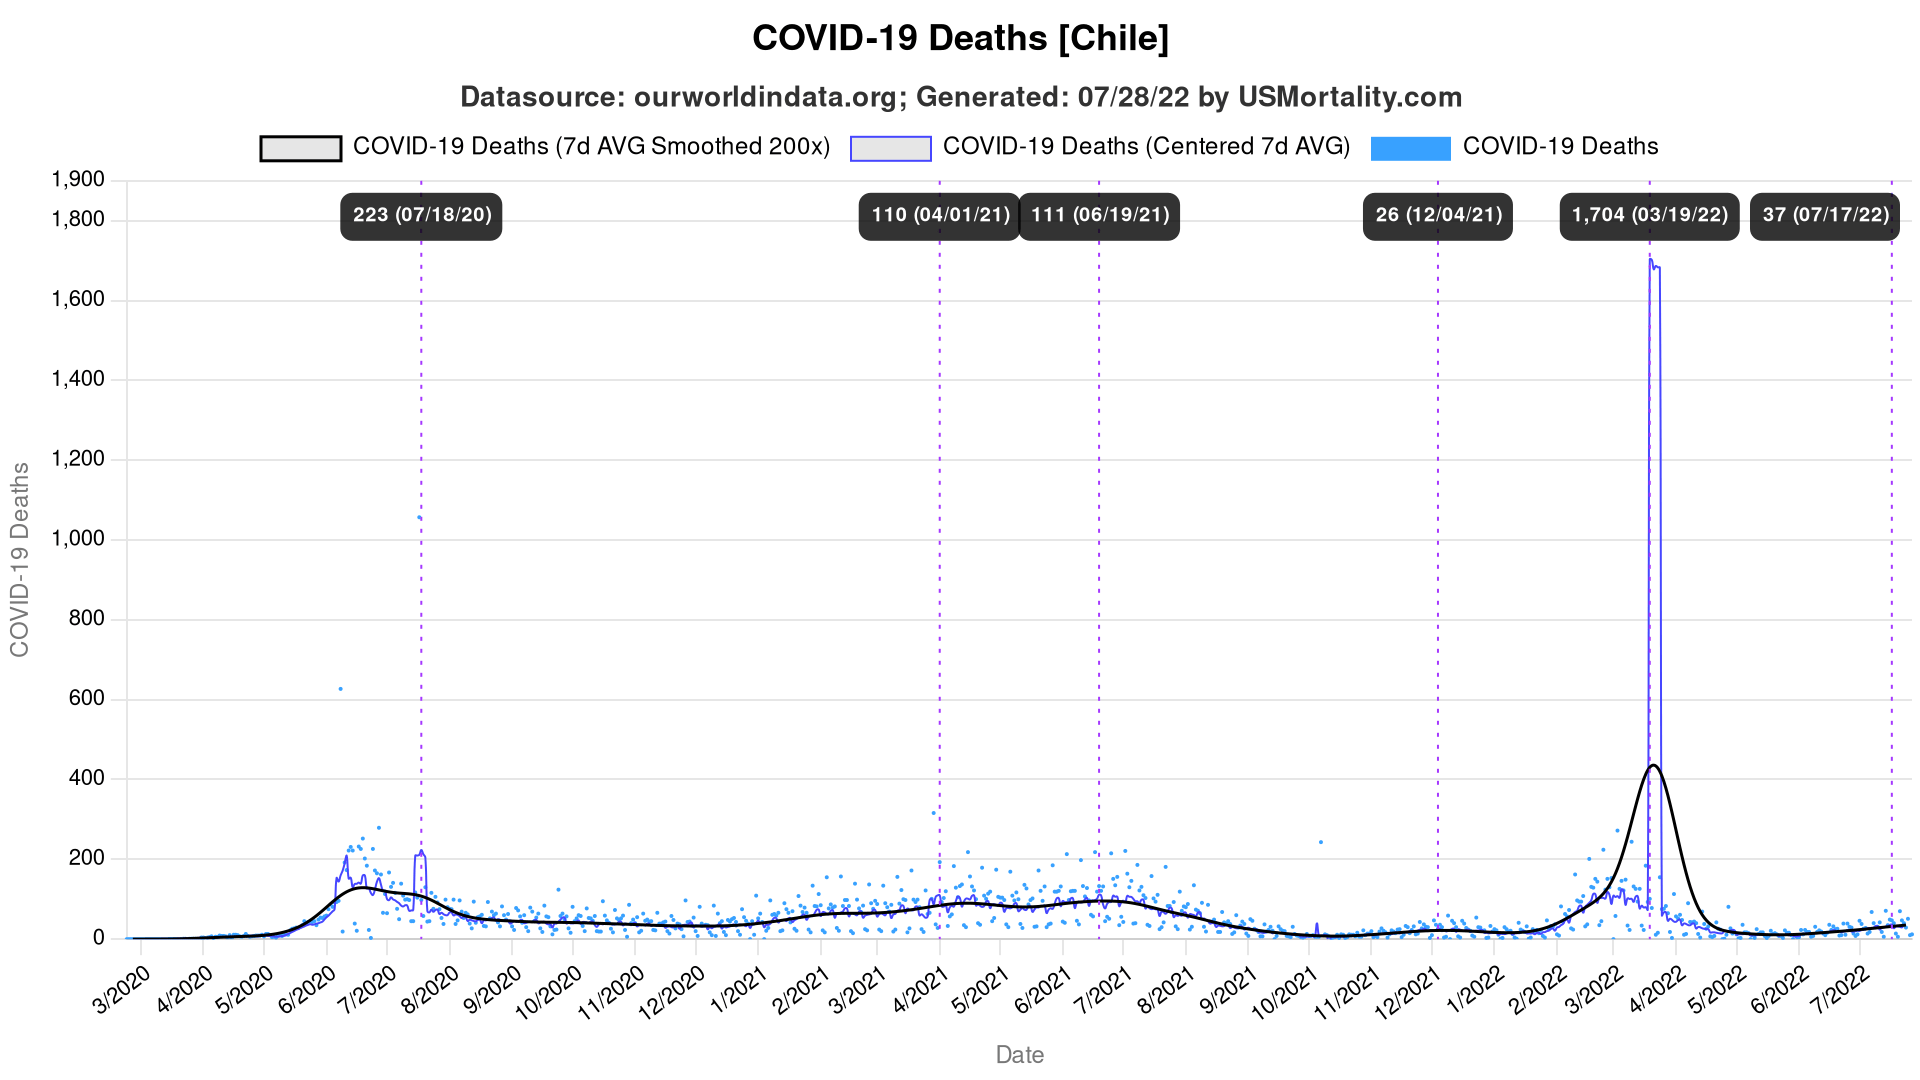 COVID-19 Deaths [Chile]
Datasource: ourworldindata.org; Generated: 07/28/22 by USMortality.com
COVID-19 Deaths (7d AVG Smoothed 200x) COVID-19 Deaths (Centered 7d AVG) COVID-19 Deaths
223 (07/18/20) 110 (04/01/21) 111 (06/19/21) 26 (12/04/21) 1,704 (03/19/22) 37 (07/17/22)
COVID-19 Deaths
1,900
1,800
1,600
1,400
1,200
1,000
800
600
400
200
0
3/2020 4/2020 5/2020 6/2020 7/2020 8/2020 9/2020 10/2020 11/2020 12/2020 1/2021 2/2021 3/2021 4/2021 5/2021 6/2021 7/2021 8/2021 9/2021 10/2021 11/2021 12/2021 1/2022 2/2022 3/2022 4/2022 5/2022 6/2022 7/2022
Date